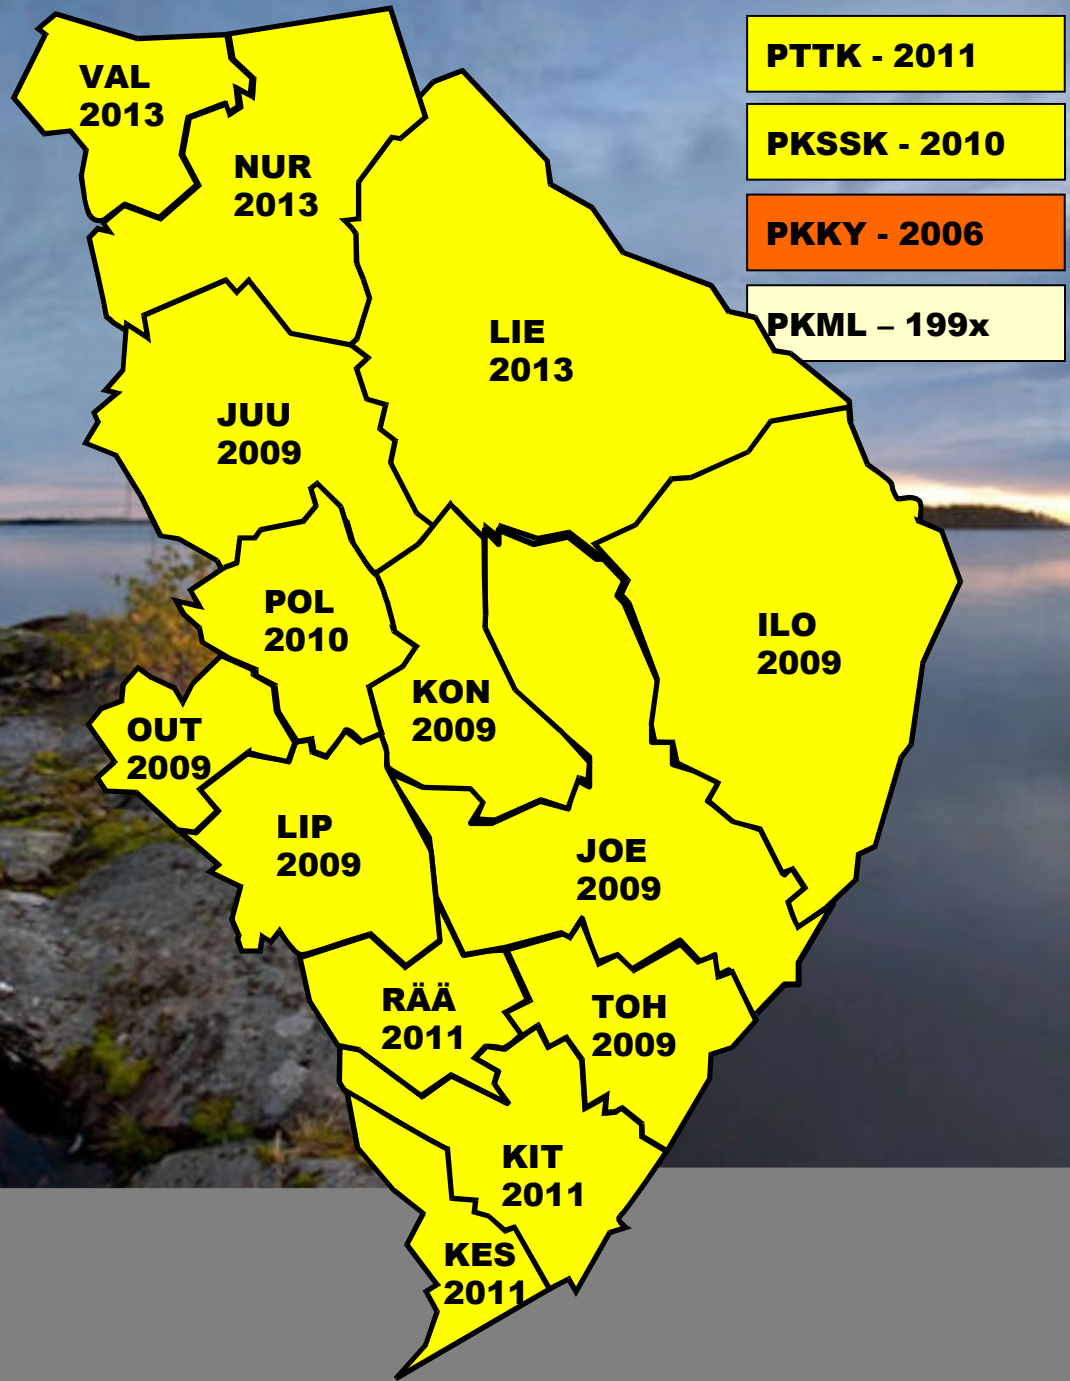 VAL
2013
NUR
2013
PTTK - 2011
PKSSK - 2010
PKKY - 2006
PKML – 199x
LIE
2013
JUU
2009
POL
2010
ILO
2009
KON
2009
OUT
2009
LIP
2009
JOE
2009
RÄÄ
2011
TOH
2009
KIT
2011
KES
2011